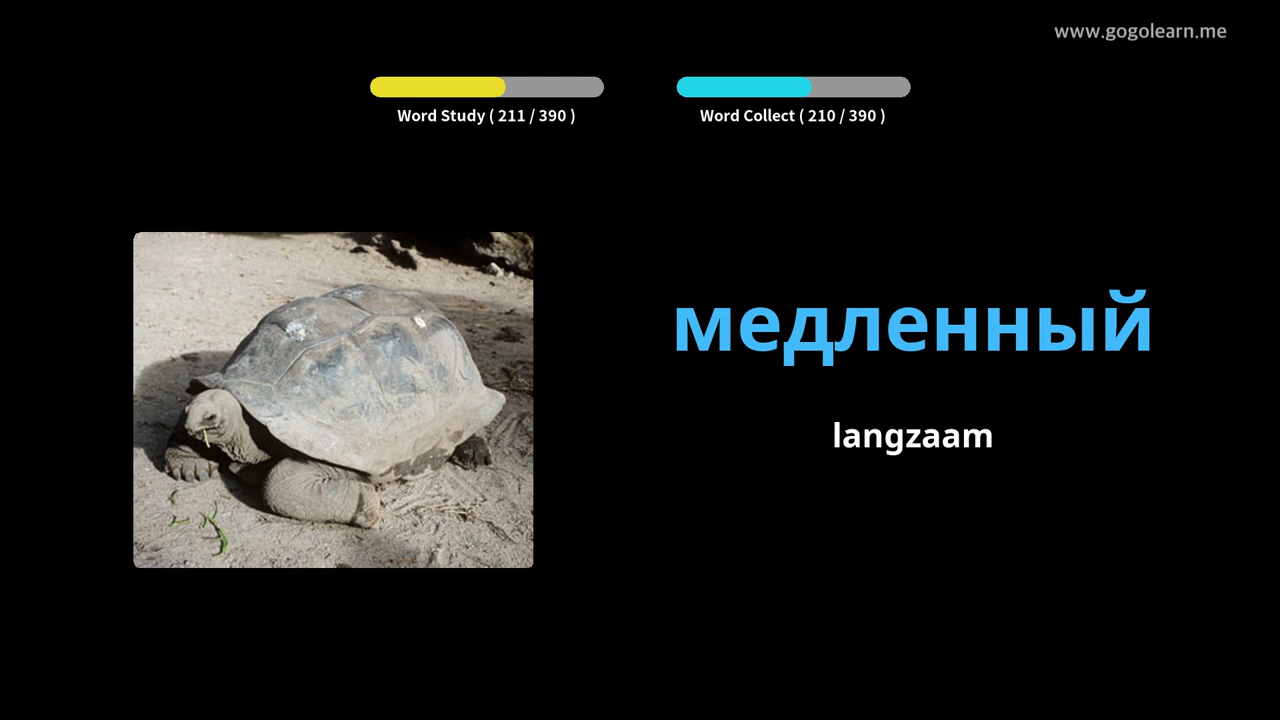 www.gogolearn.me
Word Study ( 211 / 390 )
Word Collect ( 210 / 390 )
медленный
langzaam